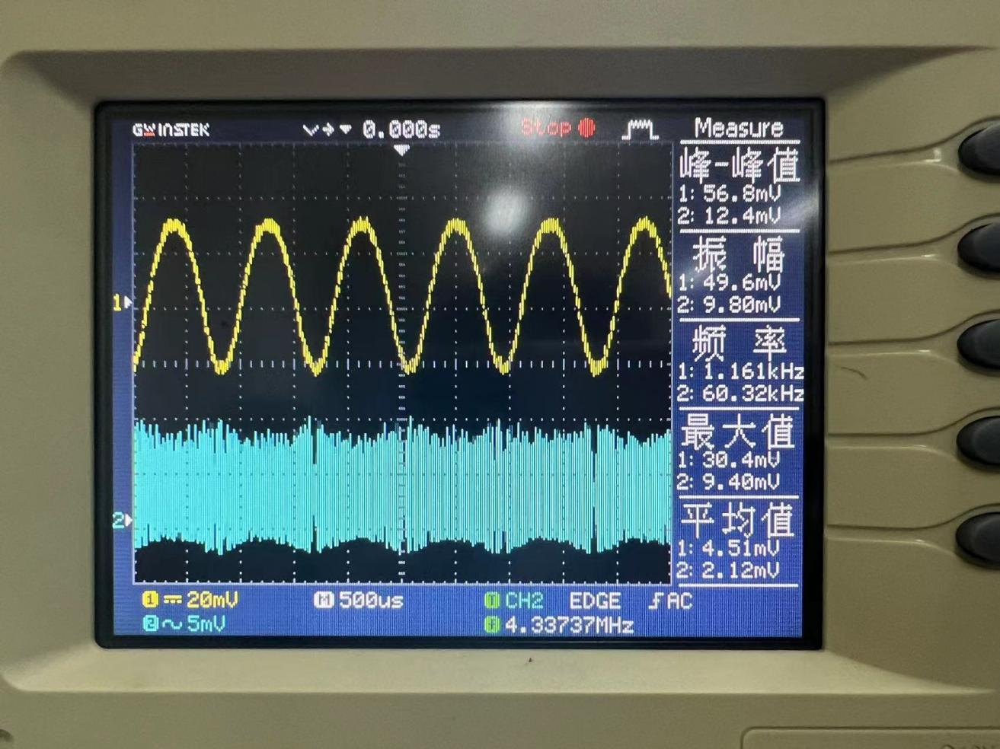 GWINSTEK 0.000s Stop Measure
峰-峰值
1: 56.8mV
2: 12.4mV
振 幅
1: 49.6mV
2: 9.80mV
频 率
1: 1.161kHz
2: 60.32kHz
最大值
1: 30.4mV
2: 9.40mV
平均值
1: 4.51mV
2: 2.12mV
1
2
1 20mV M 500us T CH2 EDGE AC
2 5mV F 4.33737MHz